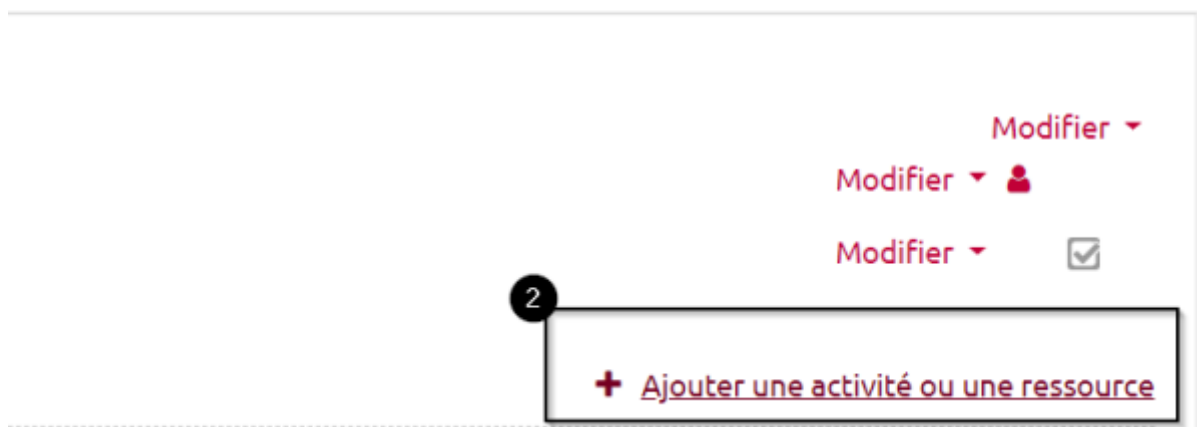 Modifier
Modifier
Modifier
2
Ajouter une activité ou une ressource